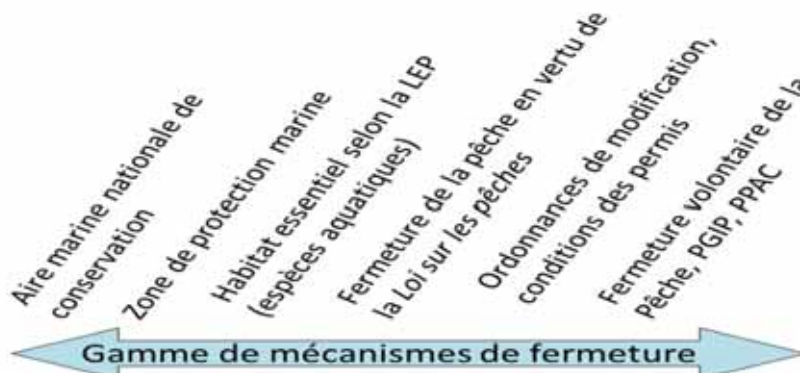 Aire marine nationale de
conservation
Zone de protection marine
Habitat essentiel selon la LEP
(espèces aquatiques)
Fermeture de la pêche en vertu de
la Loi sur les pêches
Ordonnances de modification,
conditions des permis
Fermeture volontaire de la
Pêche, PGIP, PPAC
Gamme de mécanismes de fermeture